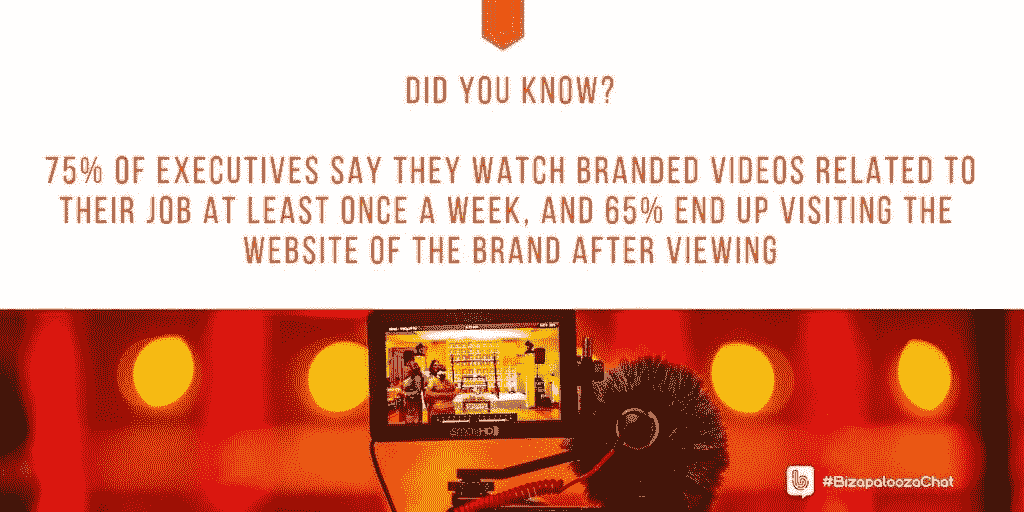 DID YOU KNOW?
75% OF EXECUTIVES SAY THEY WATCH BRANDED VIDEOS RELATED TO
THEIR JOB AT LEAST ONCE A WEEK, AND 65% END UP VISITING THE
WEBSITE OF THE BRAND AFTER VIEWING
smallHD
#BizapaloozaChat